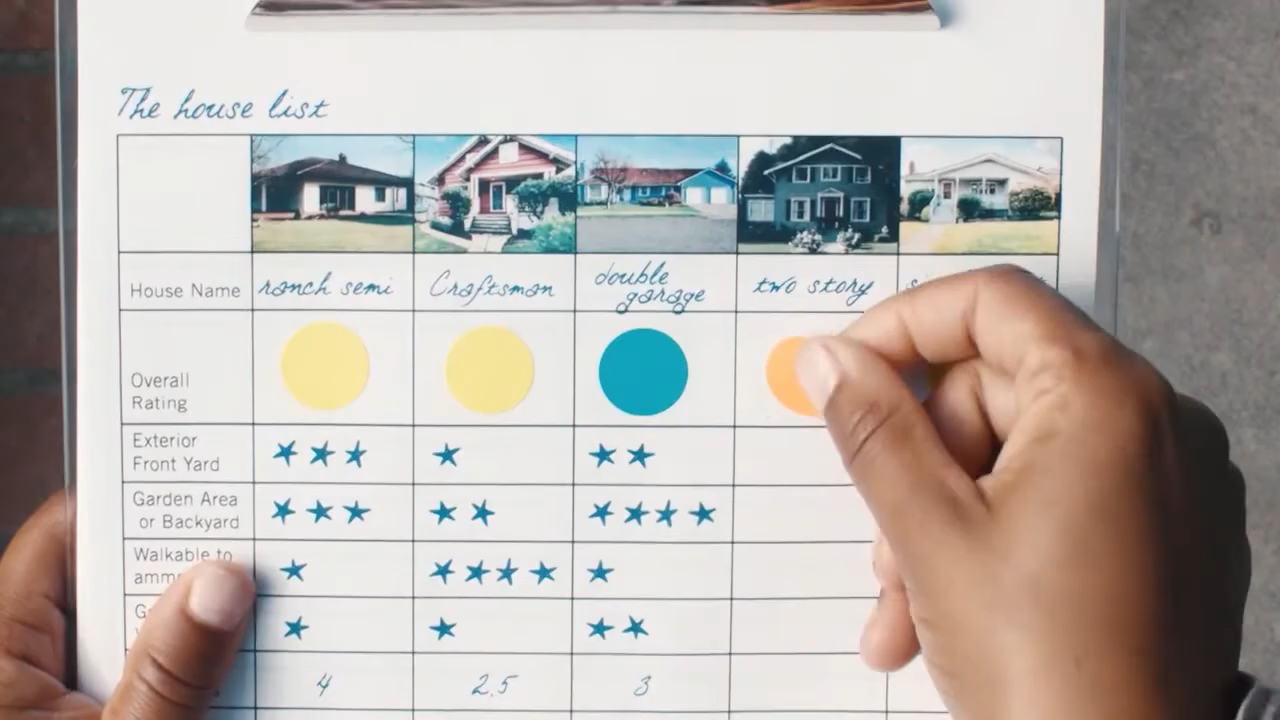 The house list
House Name
ranch semi
Craftsman
double
garage
two story
Overall
Rating
Exterior
Front Yard
Garden Area
or Backyard
Walkable to
4
2.5
3